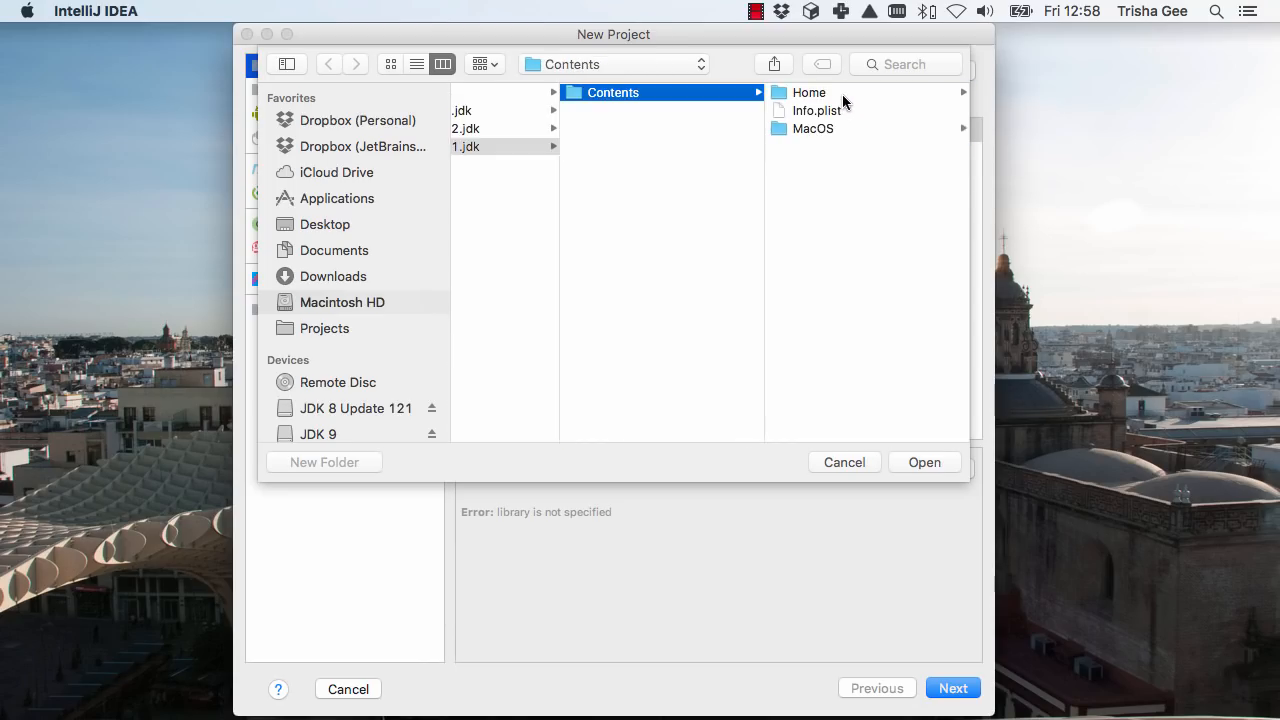 IntelliJ IDEA
Fri 12:58
Trisha Gee
New Project
Contents
Search
Favorites
Dropbox (Personal)
Dropbox (JetBrains...
iCloud Drive
Applications
Desktop
Documents
Downloads
Macintosh HD
Projects
Devices
Remote Disc
JDK 8 Update 121
JDK 9
.jdk
2.jdk
1.jdk
Contents
Home
Info.plist
MacOS
New Folder
Cancel
Open
Error: library is not specified
?
Cancel
Previous
Next